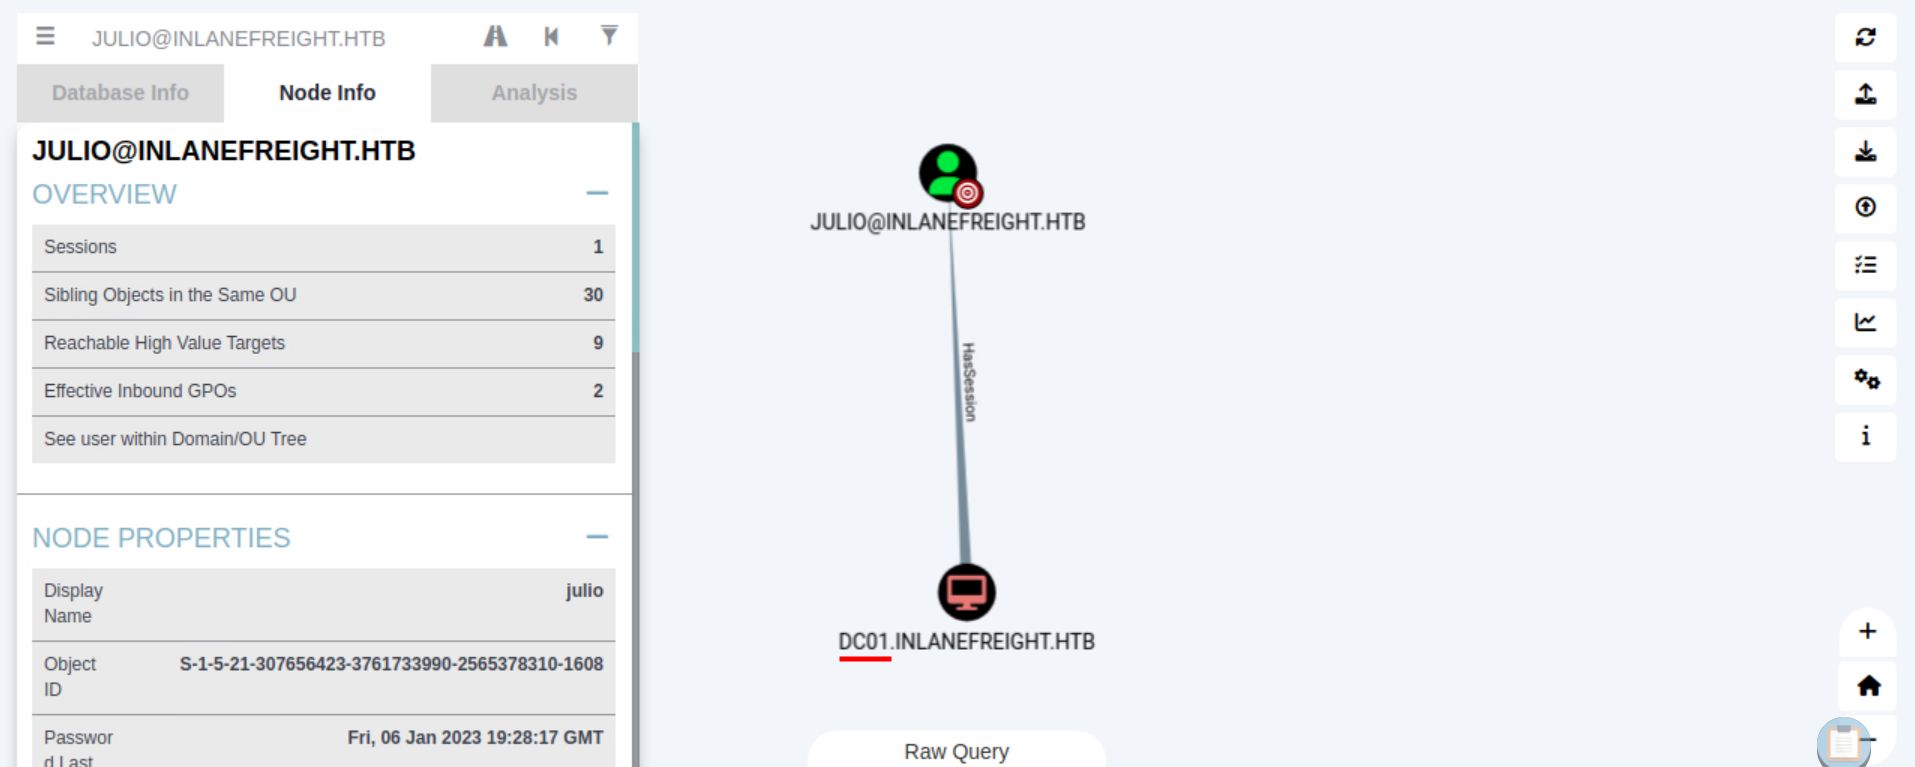 JULIO@INLANEFREIGHT.HTB
Database Info
Node Info
Analysis
JULIO@INLANEFREIGHT.HTB
OVERVIEW
Sessions 1
Sibling Objects in the Same OU 30
Reachable High Value Targets 9
Effective Inbound GPOs 2
See user within Domain/OU Tree
NODE PROPERTIES
Display julio
Name
Object S-1-5-21-307656423-3761733990-2565378310-1608
ID
Passwor Fri, 06 Jan 2023 19:28:17 GMT
d Last
JULIO@INLANEFREIGHT.HTB
HasSession
DC01.INLANEFREIGHT.HTB
Raw Query